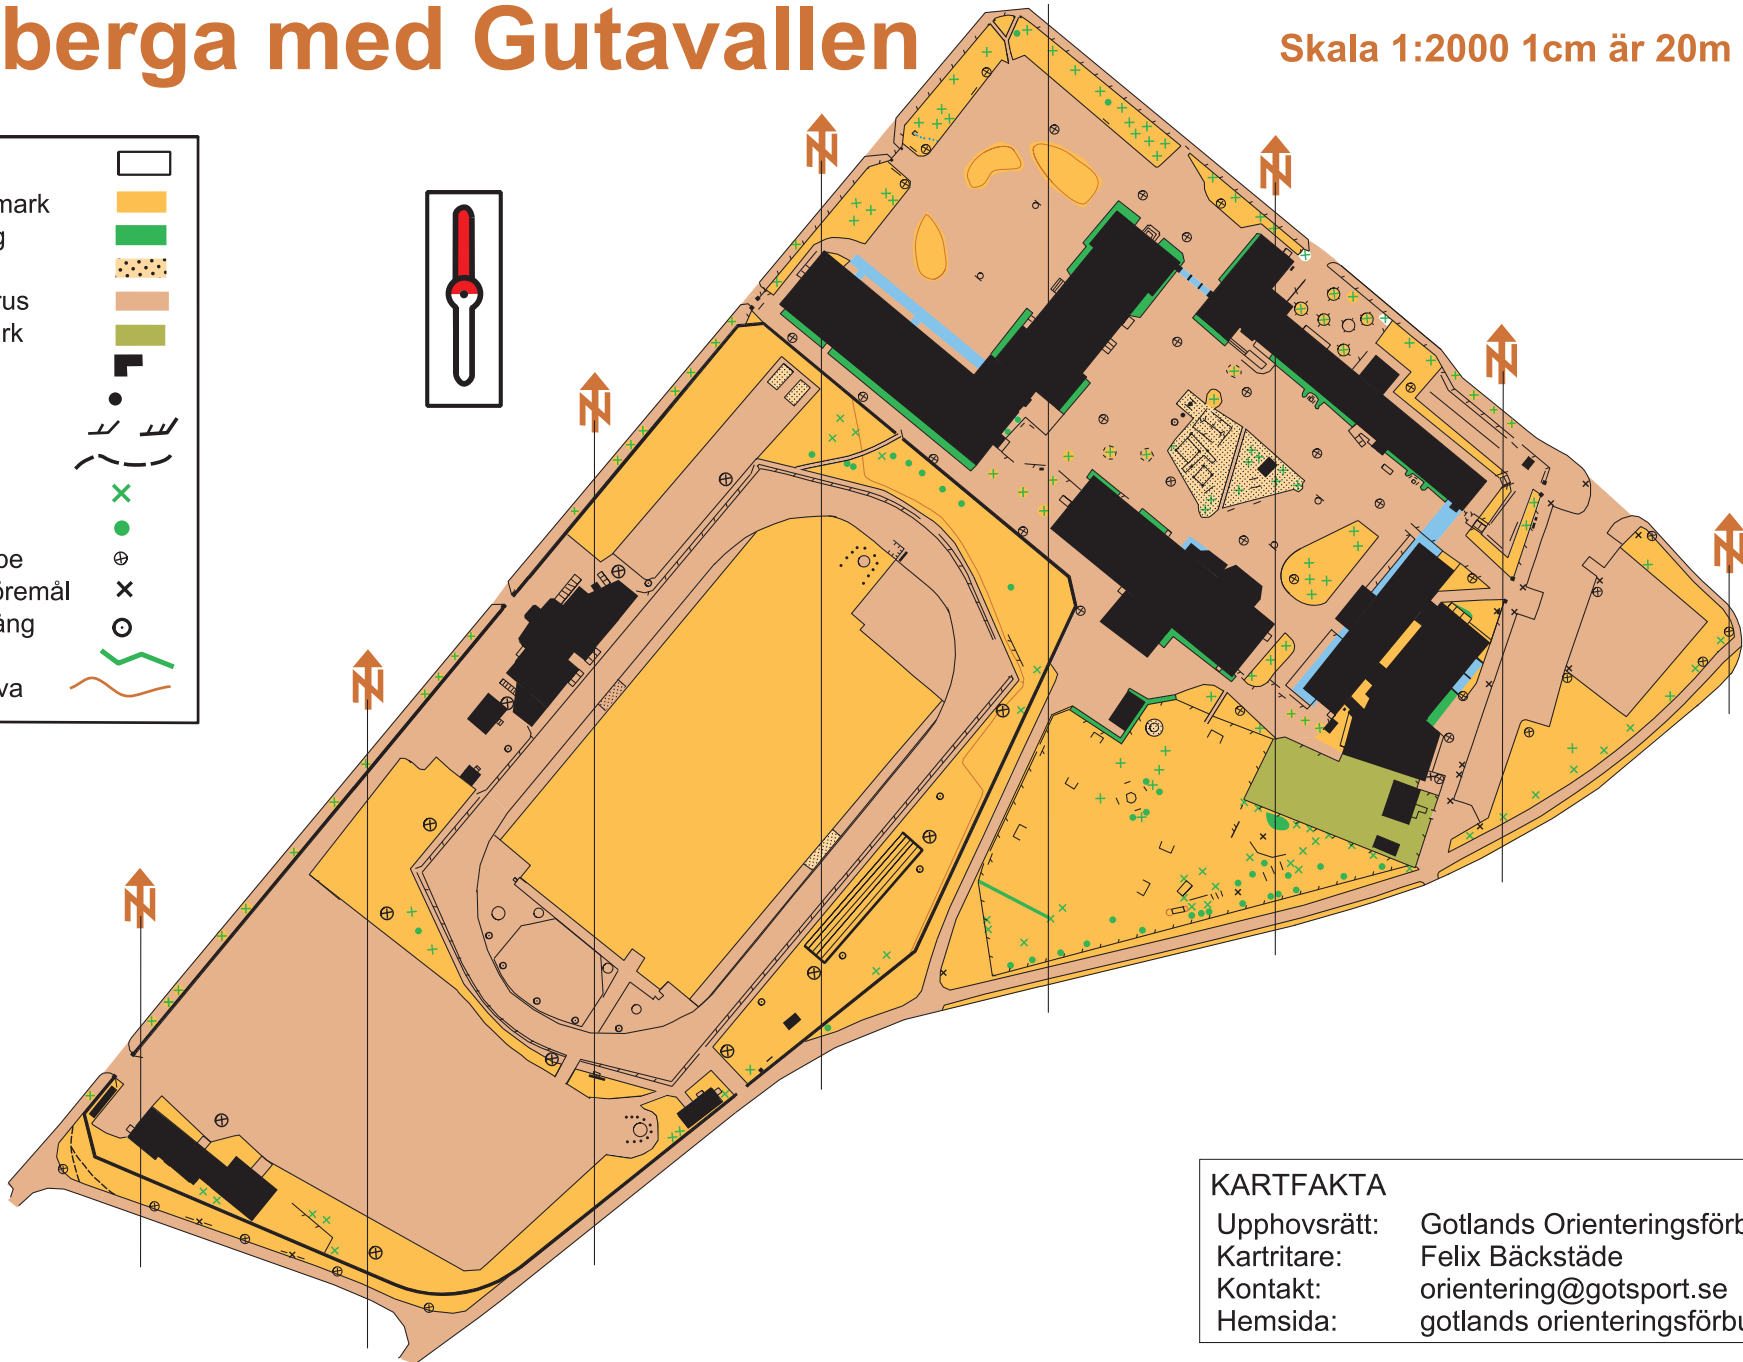 berga med Gutavallen
Skala 1:2000 1cm är 20m
mark
g
rus
rk
be
öremål
ång
va
N
N
N
N
N
N
N
KARTFAKTA
Upphovsrätt: Gotlands Orienteringsförb
Kartritare: Felix Bäckstäde
Kontakt: orientering@gotsport.se
Hemsida: gotlands orienteringsförbu